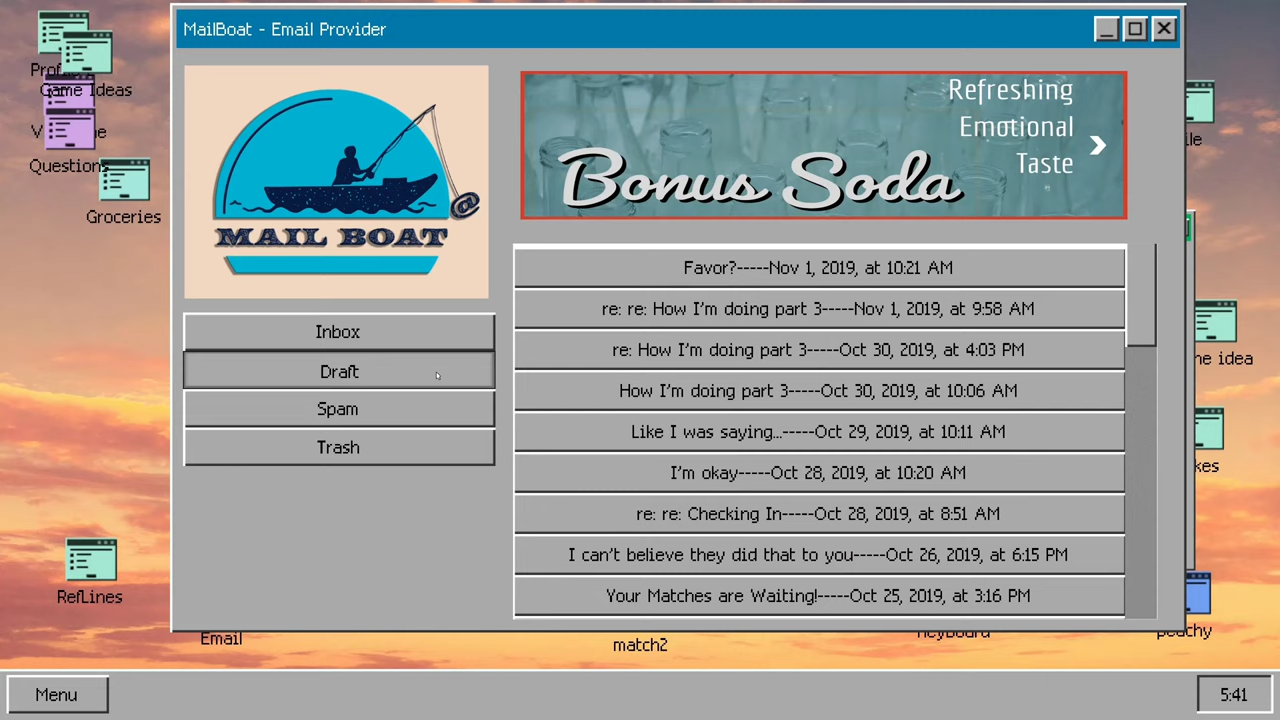 MailBoat - Email Provider
Game Ideas
Questions
Groceries
RefLines
Email
match2
peachy
MAIL BOAT
@
Refreshing
Emotional
Taste
Bonus Soda
Inbox
Draft
Spam
Trash
Favor?-----Nov 1, 2019, at 10:21 AM
re: re: How I'm doing part 3-----Nov 1, 2019, at 9:58 AM
re: How I'm doing part 3-----Oct 30, 2019, at 4:03 PM
How I'm doing part 3-----Oct 30, 2019, at 10:06 AM
Like I was saying...-----Oct 29, 2019, at 10:11 AM
I'm okay-----Oct 28, 2019, at 10:20 AM
re: re: Checking In-----Oct 28, 2019, at 8:51 AM
I can't believe they did that to you-----Oct 26, 2019, at 6:15 PM
Your Matches are Waiting!-----Oct 25, 2019, at 3:16 PM
idea
Menu
5:41